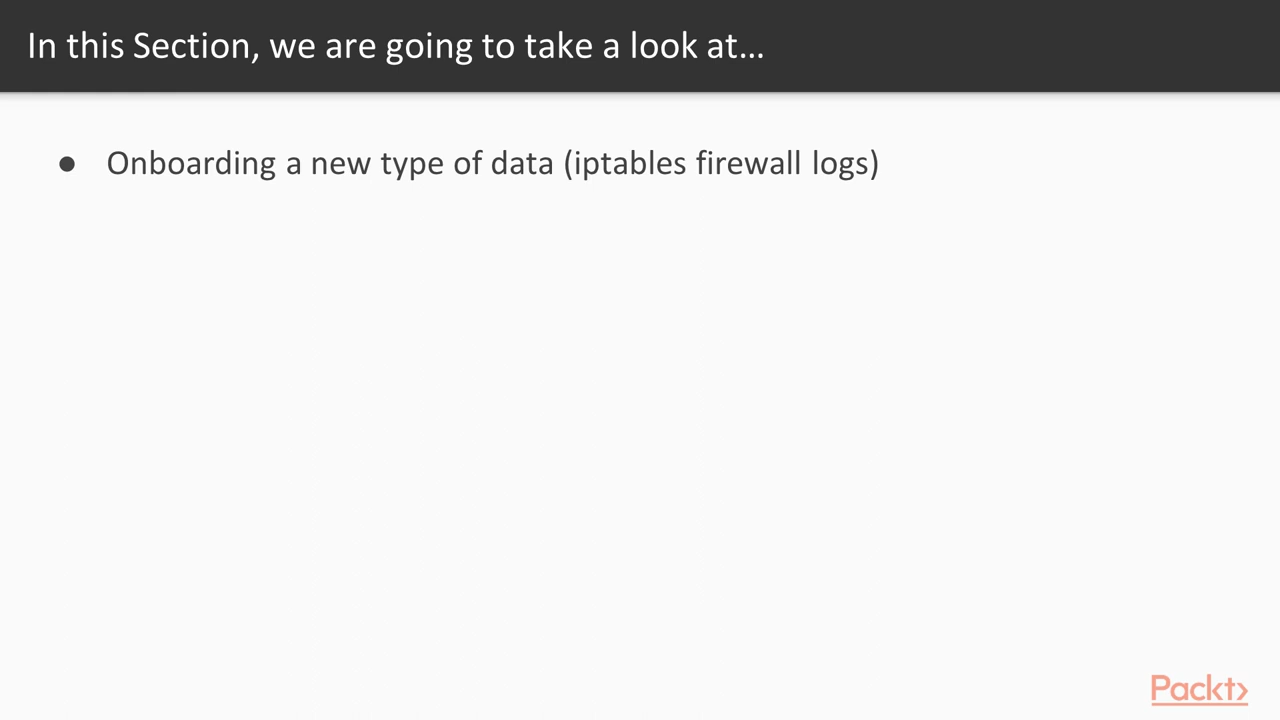 In this Section, we are going to take a look at...
● Onboarding a new type of data (iptables firewall logs)
Packt>